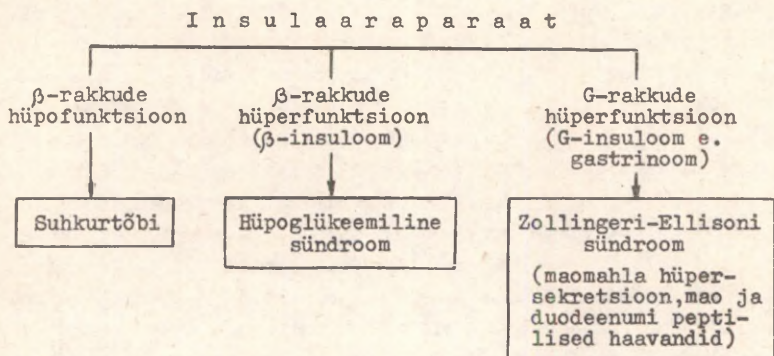 Insulaaraparaat
β-rakkude
hüpofunktsioon
Suhkurtõbi
β-rakkude
hüperfunktsioon
(β-insuloom)
Hüpoglükeemiline
sündroom
G-rakkude
hüperfunktsioon
(G-insuloom e.
gastrinoom)
Zollingeri-Ellisoni
sündroom
(maomahla hüper-
sekretsioon,mao ja
duodeenumi pepti-
lised haavandid)